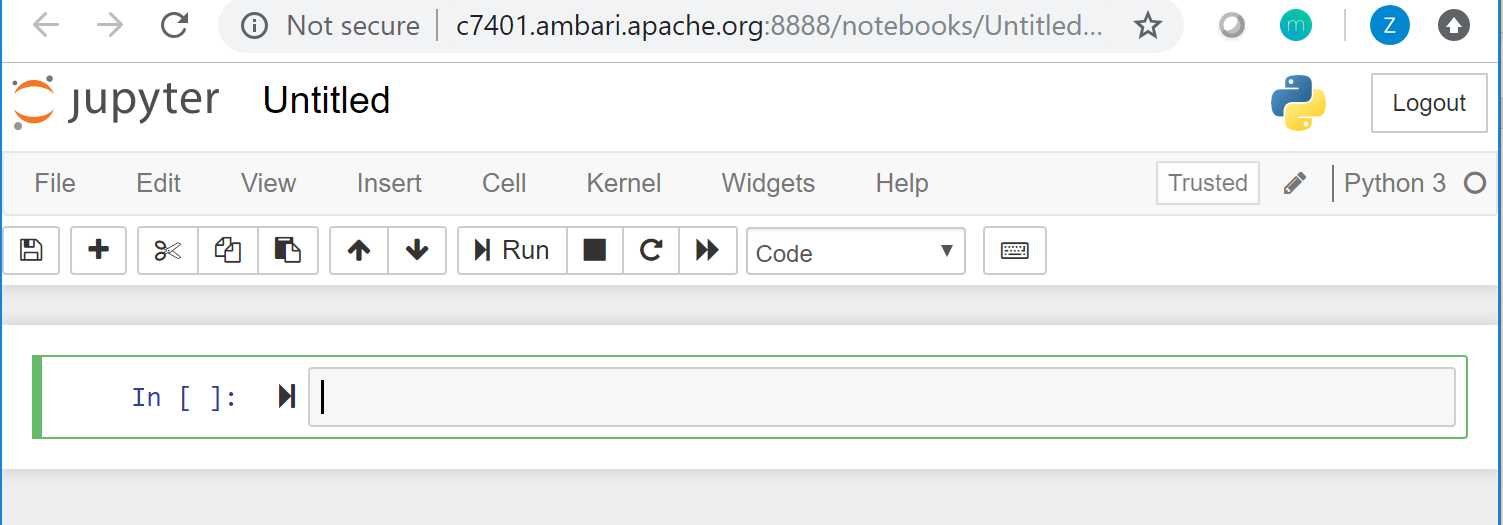 Not secure c7401.ambari.apache.org:8888/notebooks/Untitled... m Z
jupyter Untitled Logout
File Edit View Insert Cell Kernel Widgets Help Trusted Python 3
Run Code
In [ ]: